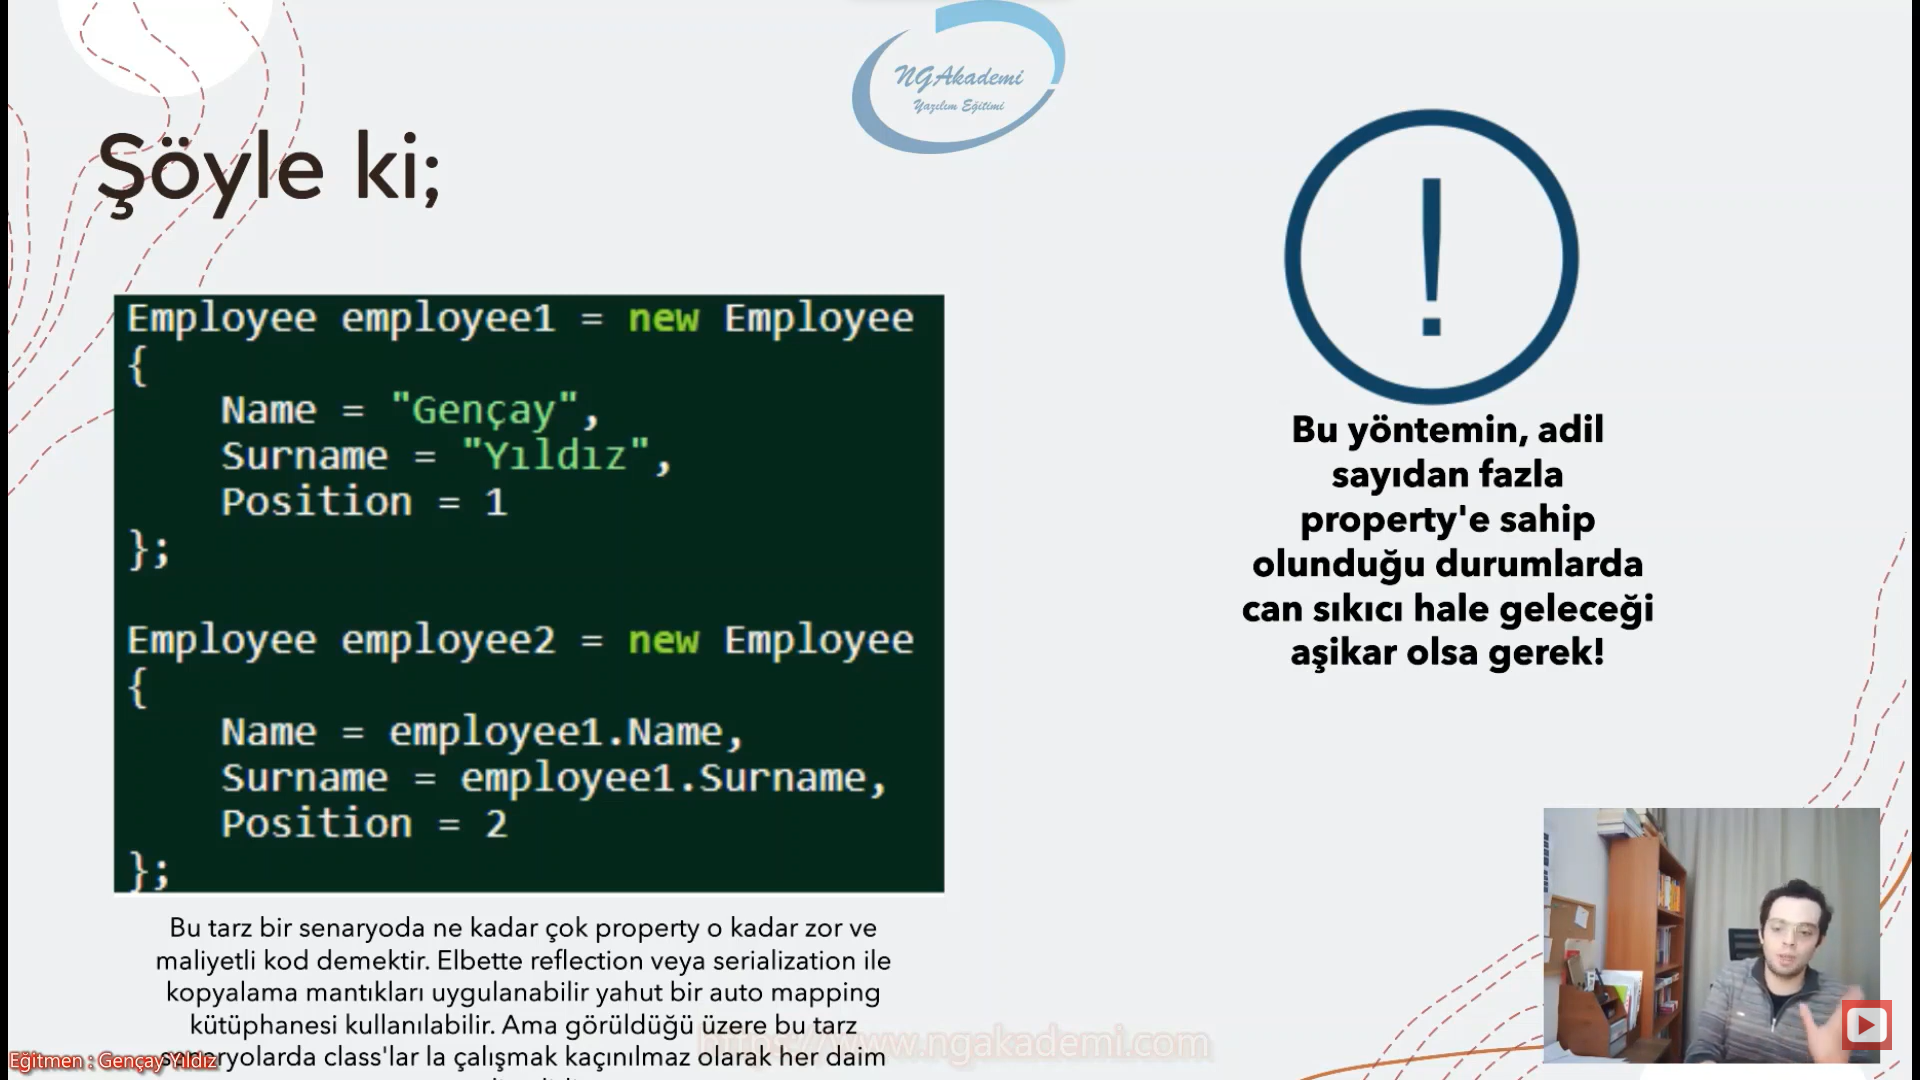 NGAkademi
Yazılım Eğitimi
Şöyle ki;
Employee employee1 = new Employee
{
Name = "Gençay",
Surname = "Yıldız",
Position = 1
};
Employee employee2 = new Employee
{
Name = employee1.Name,
Surname = employee1.Surname,
Position = 2
};
Bu tarz bir senaryoda ne kadar çok property o kadar zor ve
maliyetli kod demektir. Elbette reflection veya serialization ile
kopyalama mantıkları uygulanabilir yahut bir auto mapping
kütüphanesi kullanılabilir. Ama görüldüğü üzere bu tarz
class'lar la çalışmak kaçınılmaz olarak her daim
Bu yöntemin, adil
sayıdan fazla
property'e sahip
olunduğu durumlarda
can sıkıcı hale geleceği
aşikar olsa gerek!
https://www.ngakademi.com
Eğitmen : Gençay Yıldız